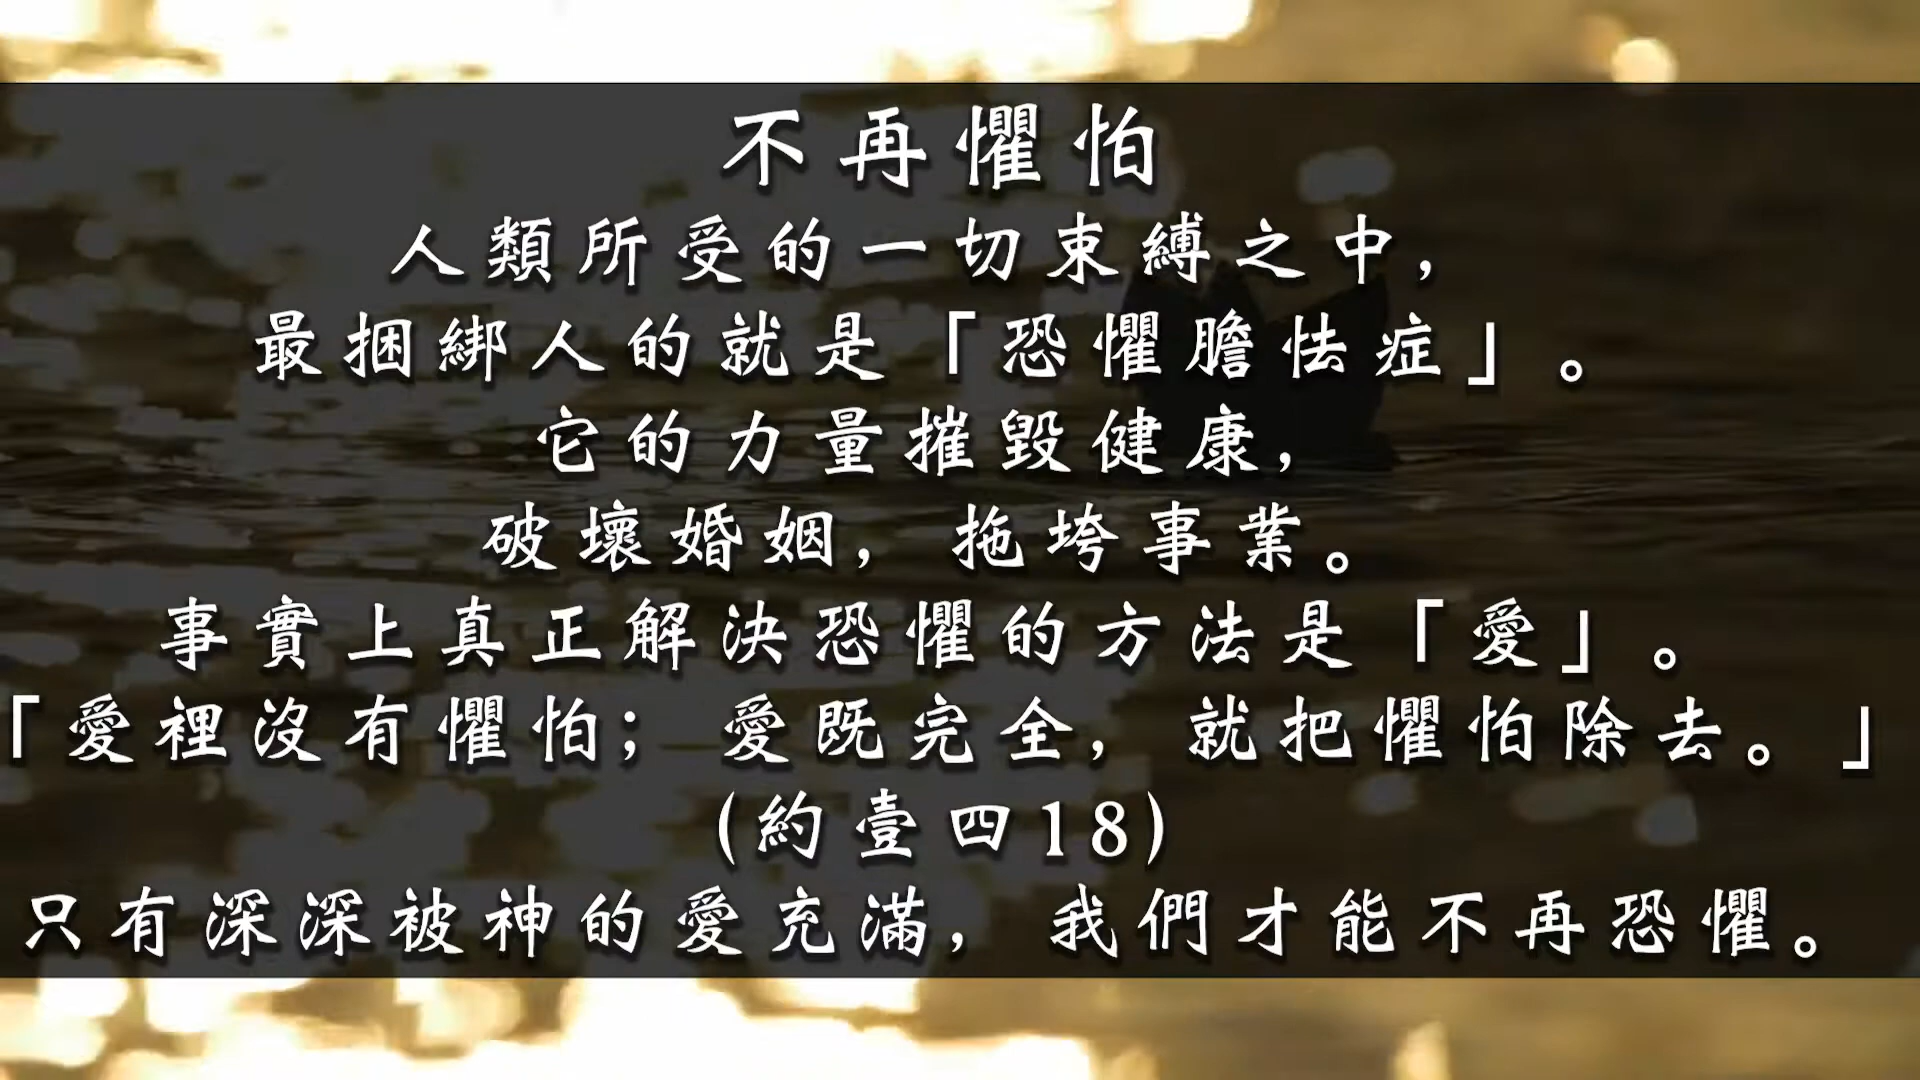 不再懼怕
人類所受的一切束縛之中，
最捆綁人的就是「恐懼膽怯症」。
它的力量摧毀健康，
破壞婚姻，拖垮事業。
事實上真正解決恐懼的方法是「愛」。
「愛裡沒有懼怕；愛既完全，就把懼怕除去。」
(約壹四18)
只有深深被神的愛充滿，我們才能不再恐懼。